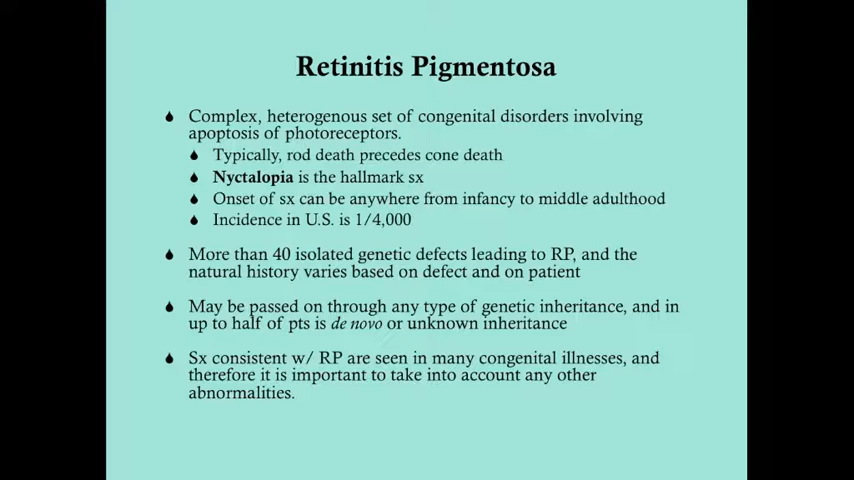 Retinitis Pigmentosa
Complex, heterogenous set of congenital disorders involving
apoptosis of photoreceptors.
Typically, rod death precedes cone death
Nyctalopia is the hallmark sx
Onset of sx can be anywhere from infancy to middle adulthood
Incidence in U.S. is 1/4,000
More than 40 isolated genetic defects leading to RP, and the
natural history varies based on defect and on patient
May be passed on through any type of genetic inheritance, and in
up to half of pts is de novo or unknown inheritance
Sx consistent w/ RP are seen in many congenital illnesses, and
therefore it is important to take into account any other
abnormalities.